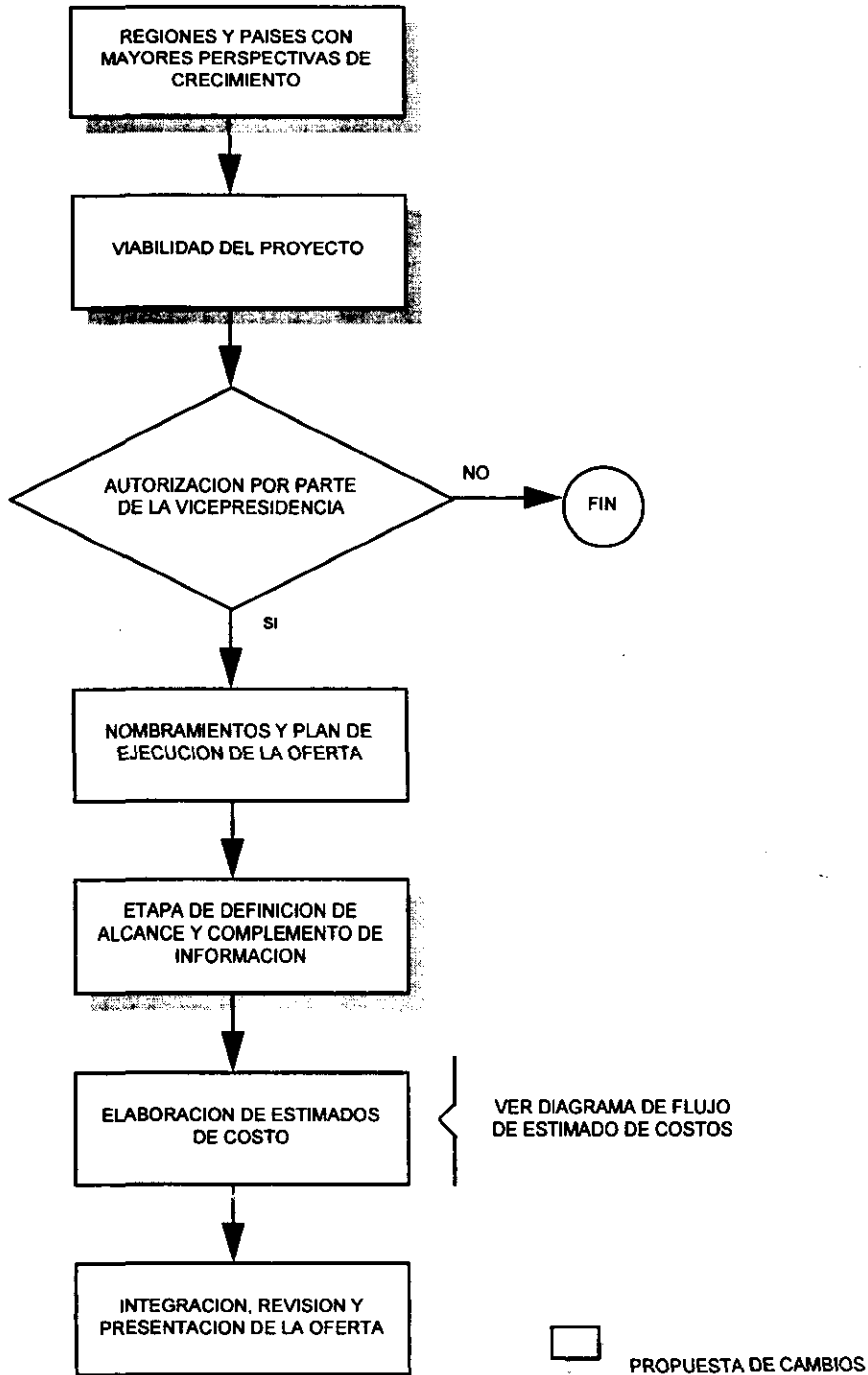 REGIONES Y PAISES CON
MAYORES PERSPECTIVAS DE
CRECIMIENTO
VIABILIDAD DEL PROYECTO
AUTORIZACION POR PARTE
DE LA VICEPRESIDENCIA
NO
FIN
SI
NOMBRAMIENTOS Y PLAN DE
EJECUCION DE LA OFERTA
ETAPA DE DEFINICION DE
ALCANCE Y COMPLEMENTO DE
INFORMACION
ELABORACION DE ESTIMADOS
DE COSTO
VER DIAGRAMA DE FLUJO
DE ESTIMADO DE COSTOS
INTEGRACION, REVISION Y
PRESENTACION DE LA OFERTA
PROPUESTA DE CAMBIOS